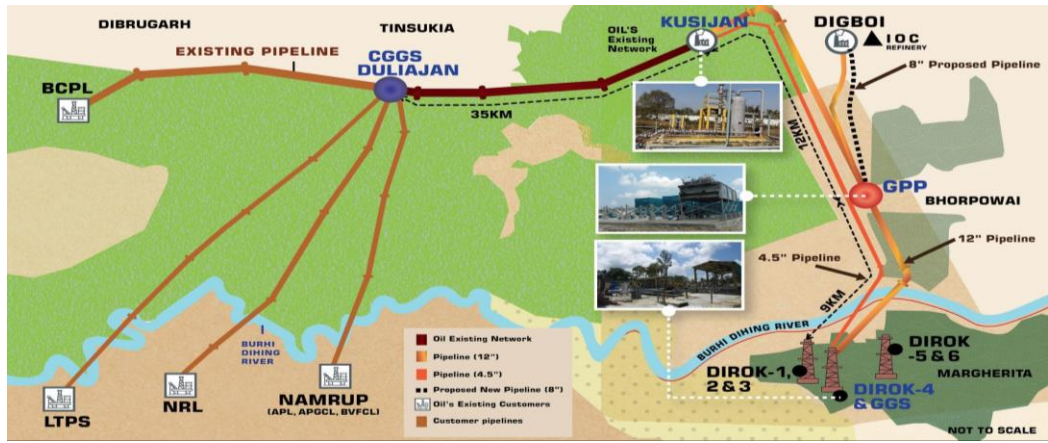 DIBRUGARH
TINSUKIA
KUSIJAN
DIGBOI
IOC
REFINERY
OIL'S
Existing
Network
EXISTING PIPELINE
CGGS
DULIAJAN
8" Proposed Pipeline
BCPL
35KM
12KM
GPP
BHORPOWAI
4.5" Pipeline
12" Pipeline
9KM
BURHI DIHING RIVER
BURHI
DIHING
RIVER
Oil Existing Network
Pipeline (12")
Pipeline (4.5")
Proposed New Pipeline (8")
Oil's Existing Customers
Customer pipelines
DIROK
-5 & 6
DIROK-1,
2 & 3
MARGHERITA
DIROK-4
& GGS
LTPS
NRL
NAMRUP
(APL, APGCL, BVFCL)
NOT TO SCALE